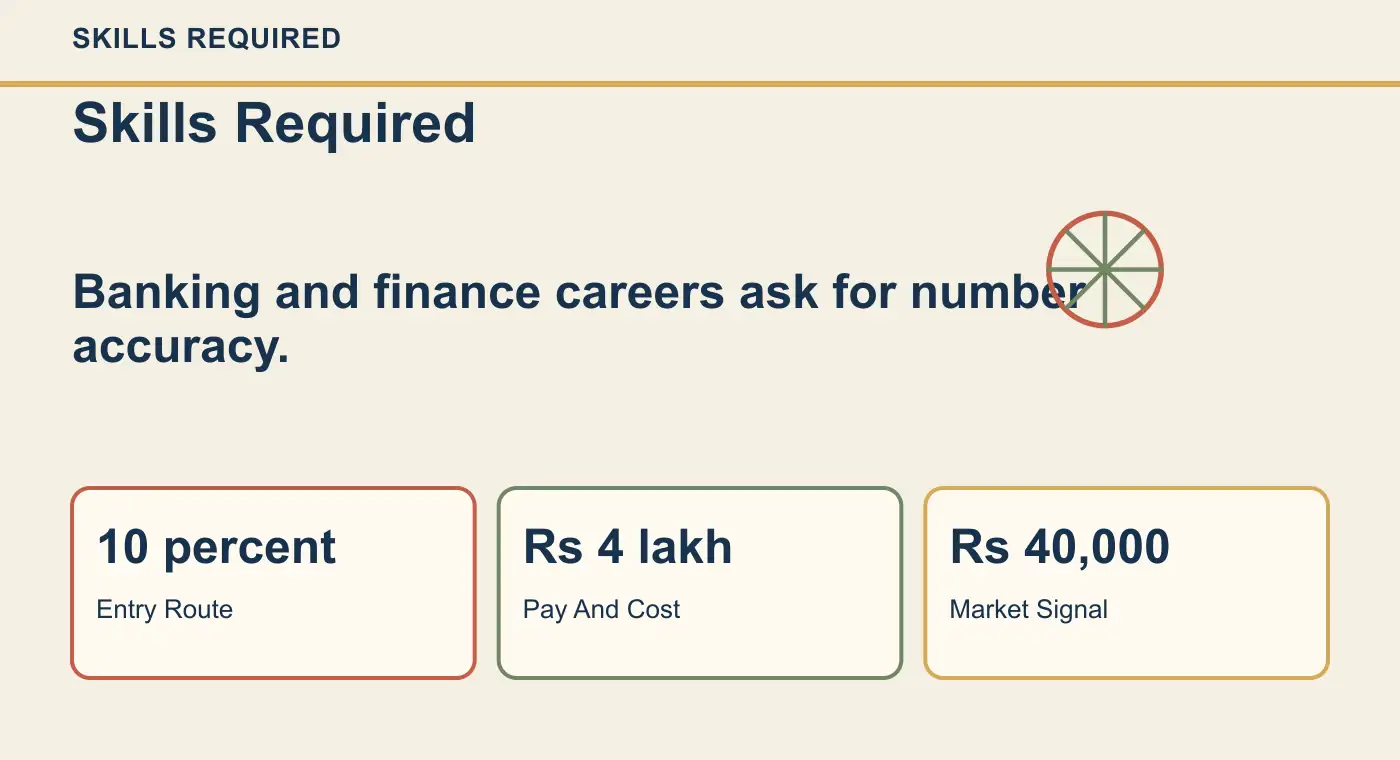 SKILLS REQUIRED
Skills Required
Banking and finance careers ask for number
accuracy.
10 percent
Entry Route
Rs 4 lakh
Pay And Cost
Rs 40,000
Market Signal